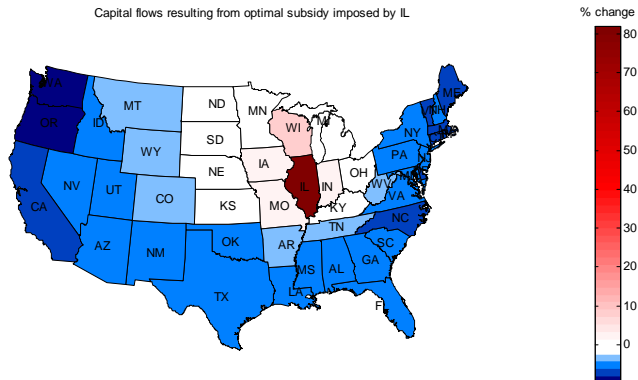 Capital flows resulting from optimal subsidy imposed by IL
% change
80
70
60
50
40
30
20
10
0
WA
MT
ND
MN
ME
OR
ID
WI
MI
VT
NH
SD
NY
WY
IA
PA
NJ
NE
OH
NV
UT
IL
IN
WV
MD
CO
VA
CA
KS
MO
KY
NC
TN
OK
AR
SC
AZ
NM
MS
AL
GA
TX
LA
F